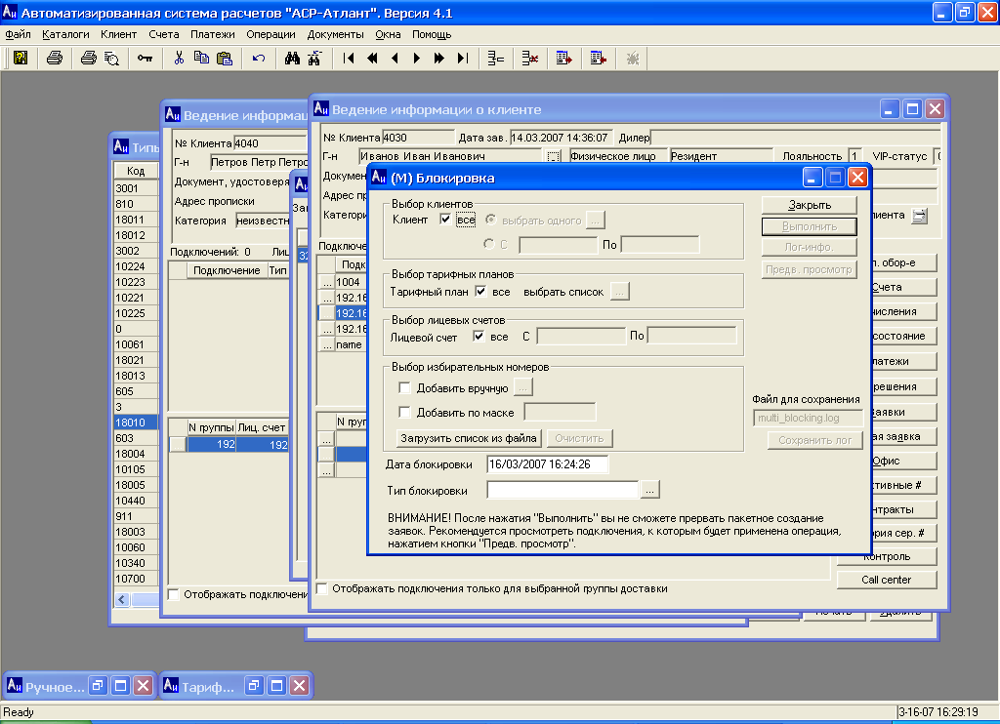 Автоматизированная система расчетов "АСР-Атлант". Версия 4.1
Файл Каталоги Клиент Счета Платежи Операции Документы Окна Помощь
Типы
Код
3001
810
18011
18012
3002
10224
10223
10221
10225
0
10061
18021
18013
605
3
18010
603
18004
10105
18005
10440
911
18003
10060
10340
10700
Ведение информац
№ Клиента 4040
Г-н Петров Петр Петро
Документ, удостоверя
Адрес прописки
Категория неизвестн
Подключений: 0 Лиц
Подключение Тип
N группы Лиц. счет
192 192
Отображать подключени
Ведение информации о клиенте
№ Клиента 4030 Дата зав. 14.03.2007 14:36:07 Дилер
Г-н Иванов Иван Иванович Физическое лицо Резидент Лояльность 1 VIP-статус
Докумен
Адрес пр
Категори
Подключе
Подк
1004
192.16
192.16
192.16
name
N груп
Отображать подключения только для выбранной группы доставки
(М) Блокировка
Выбор клиентов
Клиент все выбрать одного ...
С По
Выбор тарифных планов
Тарифный план все выбрать список ...
Выбор лицевых счетов
Лицевой счет все С По
Выбор избирательных номеров
Добавить вручную ...
Добавить по маске
Загрузить список из файла Очистить
Дата блокировки 16/03/2007 16:24:26
Тип блокировки ...
ВНИМАНИЕ! После нажатия "Выполнить" вы не сможете прервать пакетное создание
заявок. Рекомендуется просмотреть подключения, к которым будет применена операция,
нажатием кнопки "Предв. просмотр".
Закрыть
Выполнить
Лог-инфо.
Предв. просмотр
Файл для сохранения
multi_blocking.log
Сохранить лог
иента
п. обор-е
Счета
исления
состояние
латежи
решения
аявки
ая заявка
Офис
ктивные #
нтракты
ория сер. #
Контроль
Call center
Печать Удалить
Ручное... Тариф...
Ready 3-16-07 16:29:19